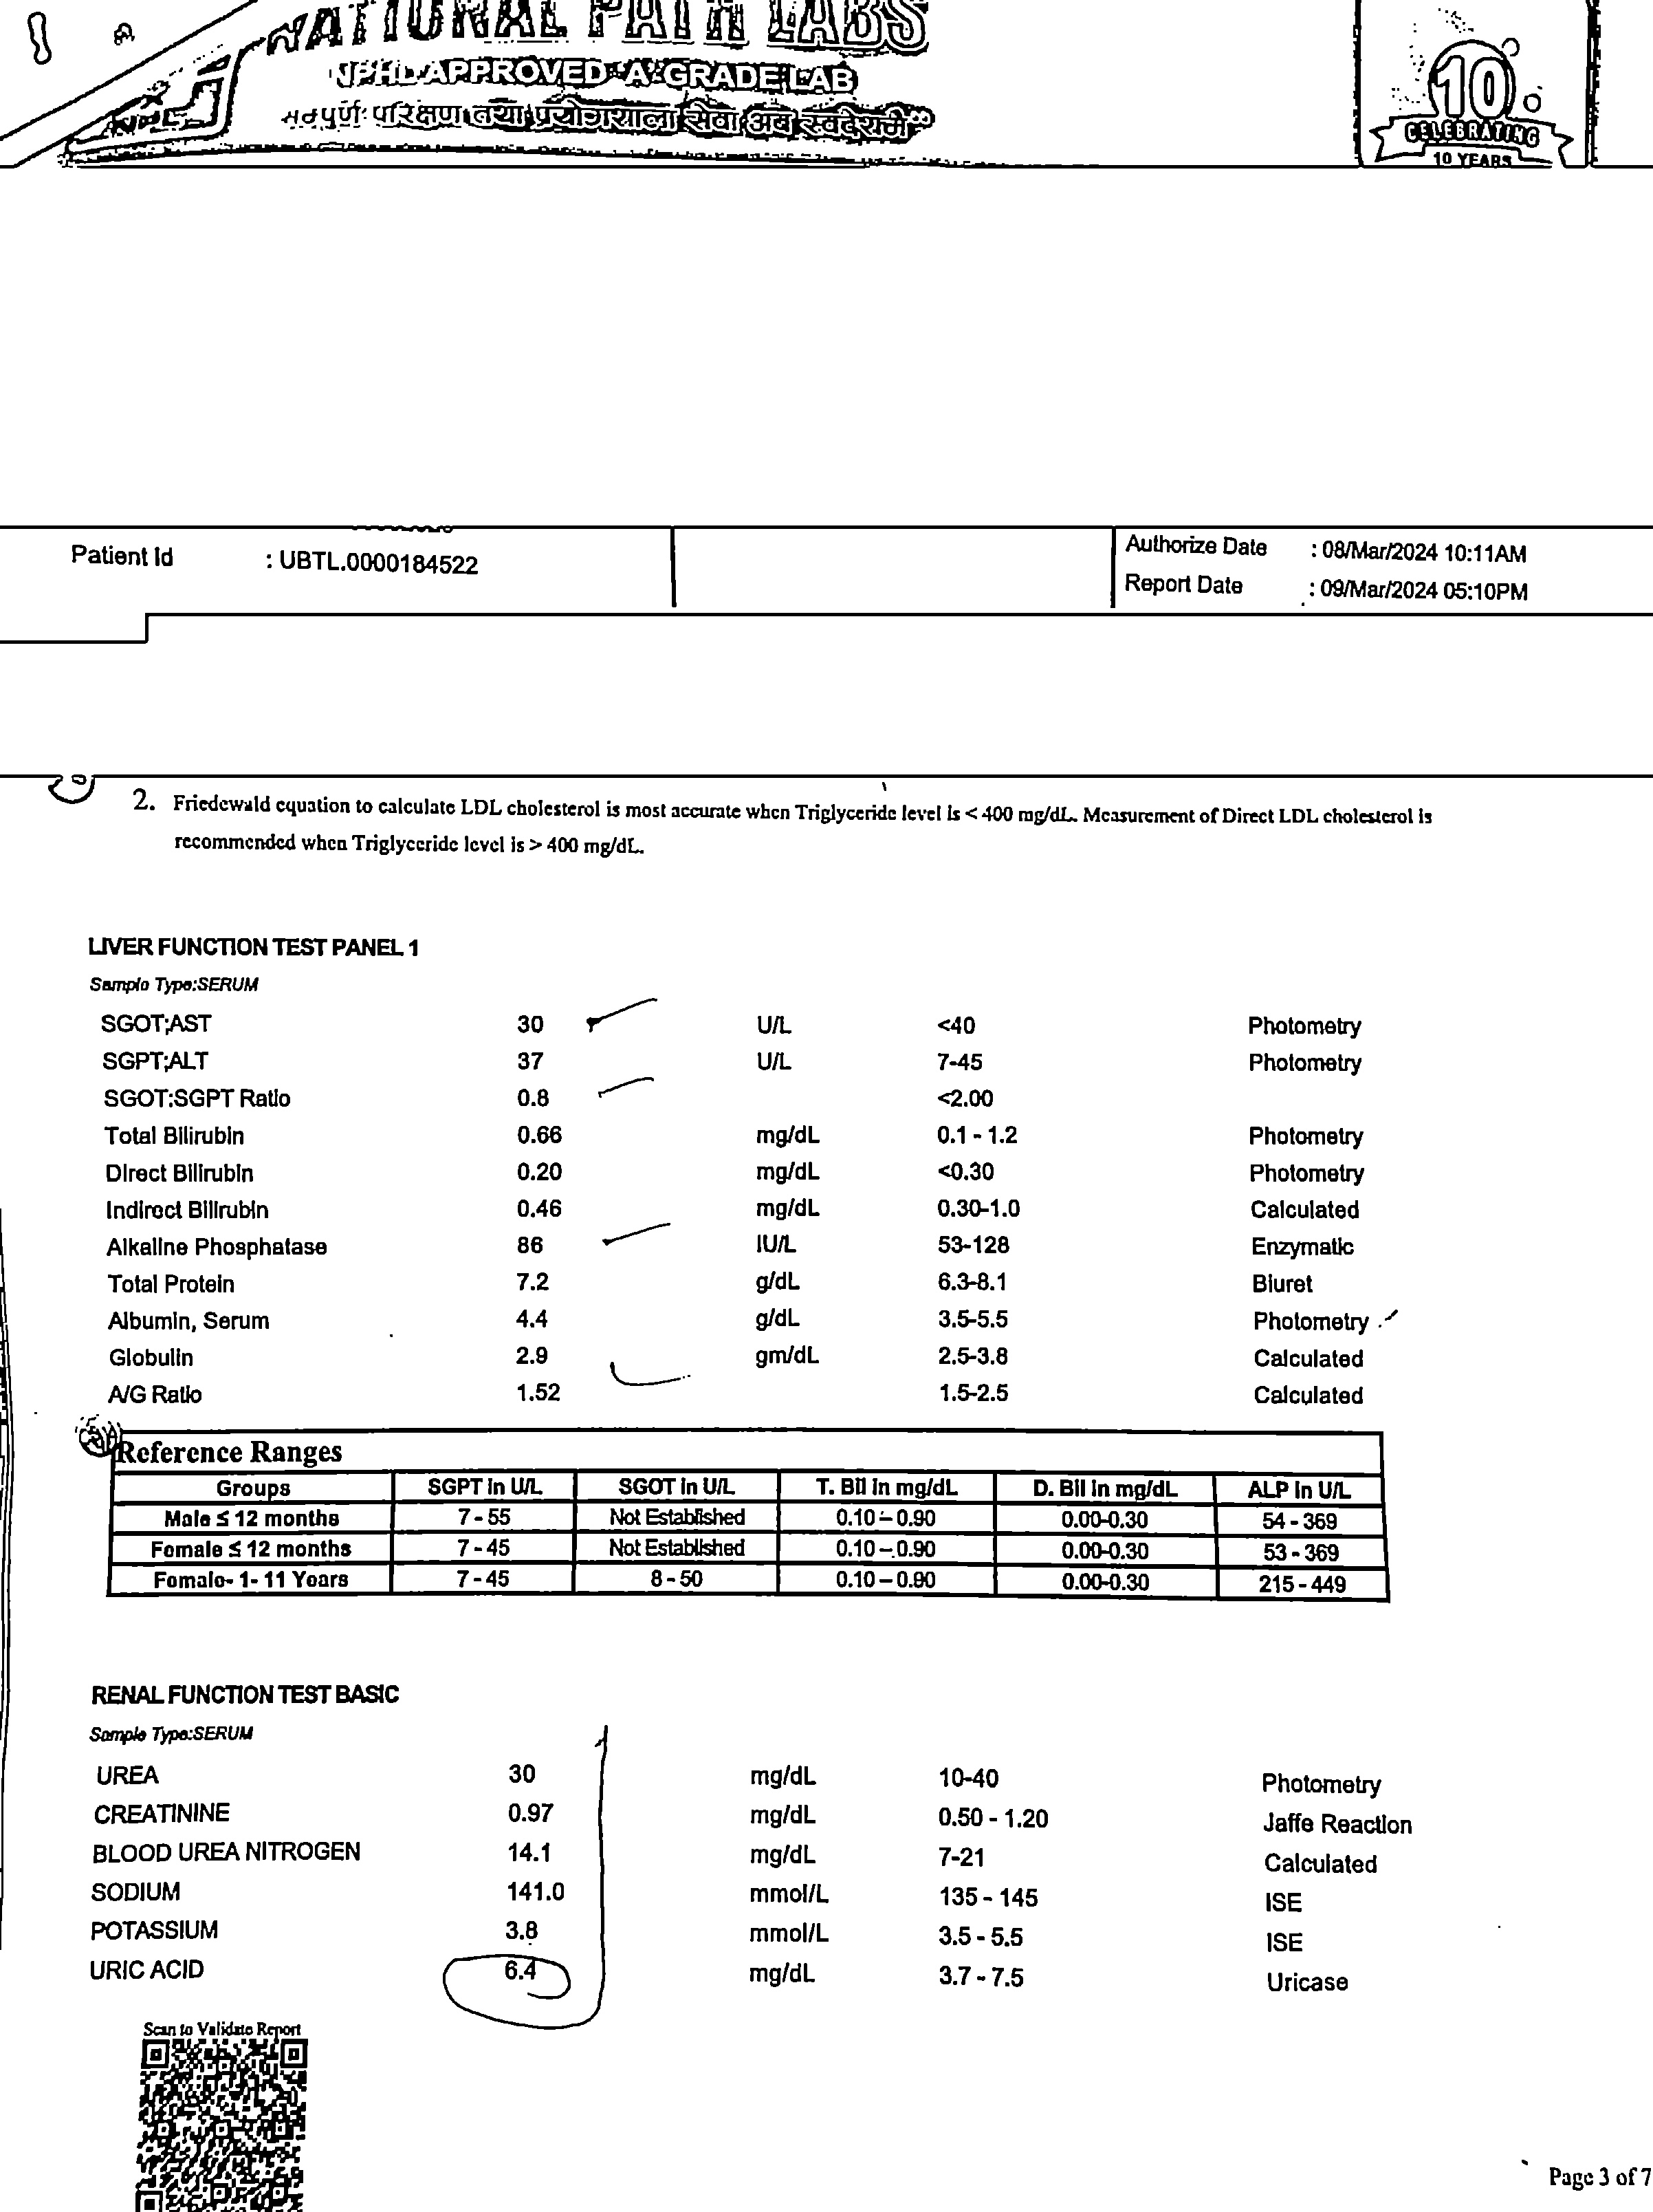 NATIONAL PATH LABS
NPHL APPROVED 'A' GRADE LAB
सम्पूर्ण परिक्षण तथा प्रयोगशाला सेवा अब स्वदेशमै
NPL
10
CELEBRATING
10 YEARS
Patient Id : UBTL.0000184522
Authorize Date : 08/Mar/2024 10:11AM
Report Date : 09/Mar/2024 05:10PM
2. Friedewald equation to calculate LDL cholesterol is most accurate when Triglyceride level is < 400 mg/dL. Measurement of Direct LDL cholesterol is
recommended when Triglyceride level is > 400 mg/dL.
LIVER FUNCTION TEST PANEL 1
Sample Type:SERUM
SGOT;AST 30 U/L <40 Photometry
SGPT;ALT 37 U/L 7-45 Photometry
SGOT:SGPT Ratio 0.8 <2.00
Total Bilirubin 0.66 mg/dL 0.1 - 1.2 Photometry
Direct Bilirubin 0.20 mg/dL <0.30 Photometry
Indirect Bilirubin 0.46 mg/dL 0.30-1.0 Calculated
Alkaline Phosphatase 86 IU/L 53-128 Enzymatic
Total Protein 7.2 g/dL 6.3-8.1 Biuret
Albumin, Serum 4.4 g/dL 3.5-5.5 Photometry
Globulin 2.9 gm/dL 2.5-3.8 Calculated
A/G Ratio 1.52 1.5-2.5 Calculated
Reference Ranges
Groups SGPT in U/L SGOT in U/L T. Bil in mg/dL D. Bil in mg/dL ALP in U/L
Male ≤ 12 months 7 - 55 Not Established 0.10 – 0.90 0.00-0.30 54 - 369
Female ≤ 12 months 7 - 45 Not Established 0.10 – 0.90 0.00-0.30 53 - 369
Female- 1- 11 Years 7 - 45 8 - 50 0.10 – 0.90 0.00-0.30 215 - 449
RENAL FUNCTION TEST BASIC
Sample Type:SERUM
UREA 30 mg/dL 10-40 Photometry
CREATININE 0.97 mg/dL 0.50 - 1.20 Jaffe Reaction
BLOOD UREA NITROGEN 14.1 mg/dL 7-21 Calculated
SODIUM 141.0 mmol/L 135 - 145 ISE
POTASSIUM 3.8 mmol/L 3.5 - 5.5 ISE
URIC ACID 6.4 mg/dL 3.7 - 7.5 Uricase
Scan to Validate Report
Page 3 of 7